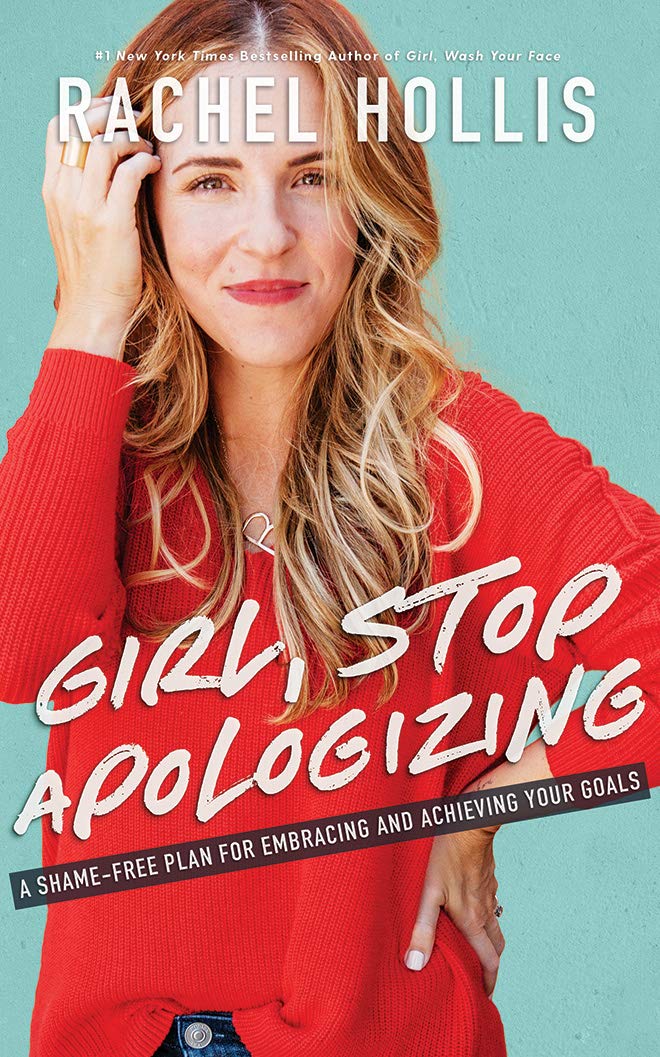 #1 New York Times Bestselling Author of Girl, Wash Your Face
RACHEL HOLLIS
GIRL, STOP
APOLOGIZING
A SHAME-FREE PLAN FOR EMBRACING AND ACHIEVING YOUR GOALS